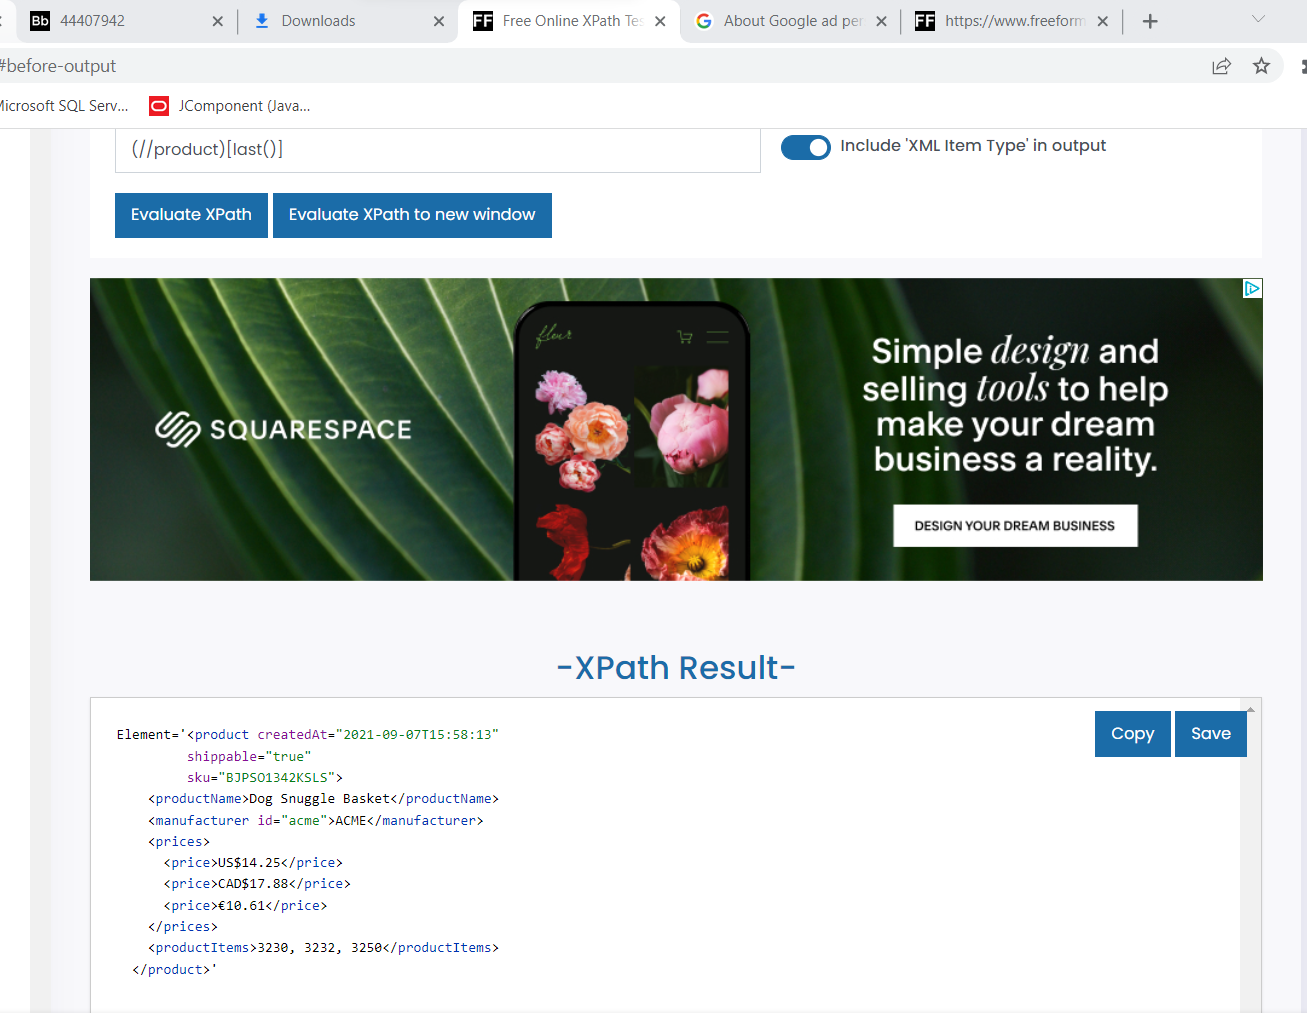 Bb 44407942
Downloads
FF Free Online XPath Tes
G About Google ad per
FF https://www.freeform
#before-output
Microsoft SQL Serv...
JComponent (Java...
(//product)[last()]
Include 'XML Item Type' in output
Evaluate XPath
Evaluate XPath to new window
fleur
SQUARESPACE
Simple design and
selling tools to help
make your dream
business a reality.
DESIGN YOUR DREAM BUSINESS
-XPath Result-
Copy
Save
Element='<product createdAt="2021-09-07T15:58:13"
shippable="true"
sku="BJPSO1342KSLS">
<productName>Dog Snuggle Basket</productName>
<manufacturer id="acme">ACME</manufacturer>
<prices>
<price>US$14.25</price>
<price>CAD$17.88</price>
<price>€10.61</price>
</prices>
<productItems>3230, 3232, 3250</productItems>
</product>'